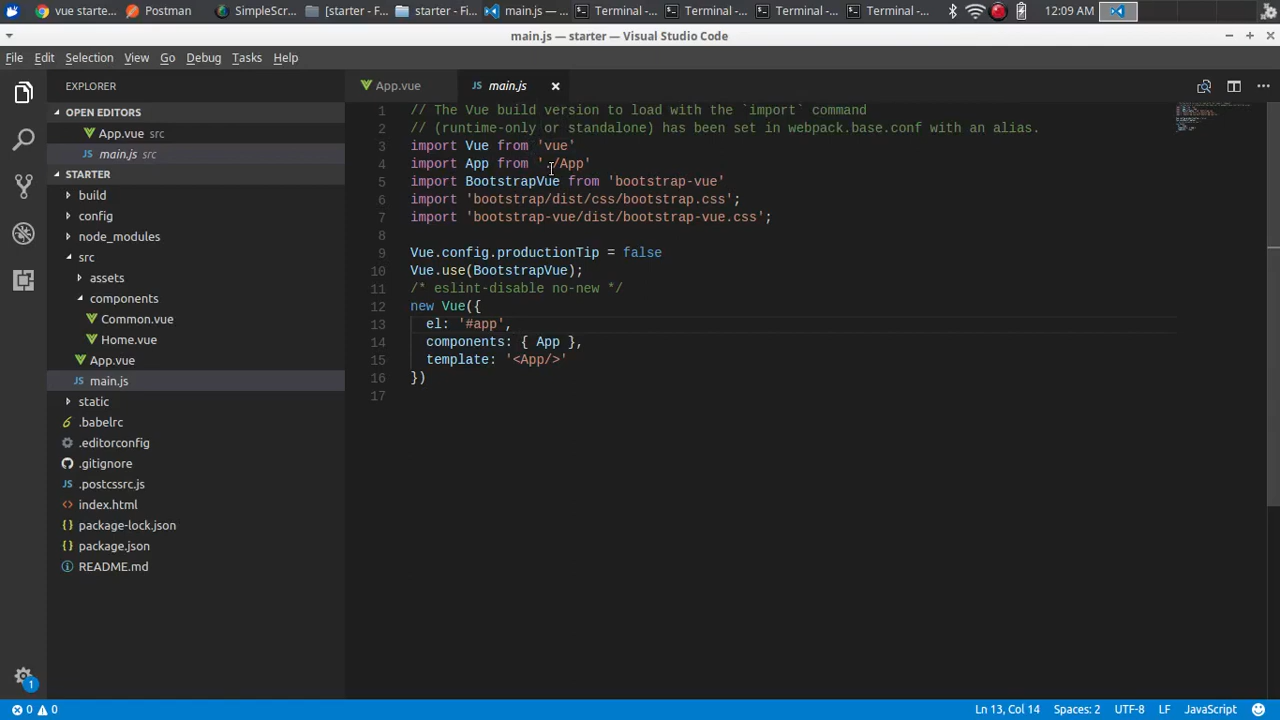 vue starte...
Postman
SimpleScr...
[starter - F...
starter - Fi...
main.js — ...
Terminal -...
Terminal -...
Terminal -...
Terminal -...
12:09 AM
main.js — starter — Visual Studio Code
File Edit Selection View Go Debug Tasks Help
EXPLORER
OPEN EDITORS
App.vue src
main.js src
STARTER
build
config
node_modules
src
assets
components
Common.vue
Home.vue
App.vue
main.js
static
.babelrc
.editorconfig
.gitignore
.postcssrc.js
index.html
package-lock.json
package.json
README.md
App.vue
main.js
1 // The Vue build version to load with the `import` command
2 // (runtime-only or standalone) has been set in webpack.base.conf with an alias.
3 import Vue from 'vue'
4 import App from './App'
5 import BootstrapVue from 'bootstrap-vue'
6 import 'bootstrap/dist/css/bootstrap.css';
7 import 'bootstrap-vue/dist/bootstrap-vue.css';
8
9 Vue.config.productionTip = false
10 Vue.use(BootstrapVue);
11 /* eslint-disable no-new */
12 new Vue({
13 el: '#app',
14 components: { App },
15 template: '<App/>'
16 })
17
1
0 0
Ln 13, Col 14 Spaces: 2 UTF-8 LF JavaScript